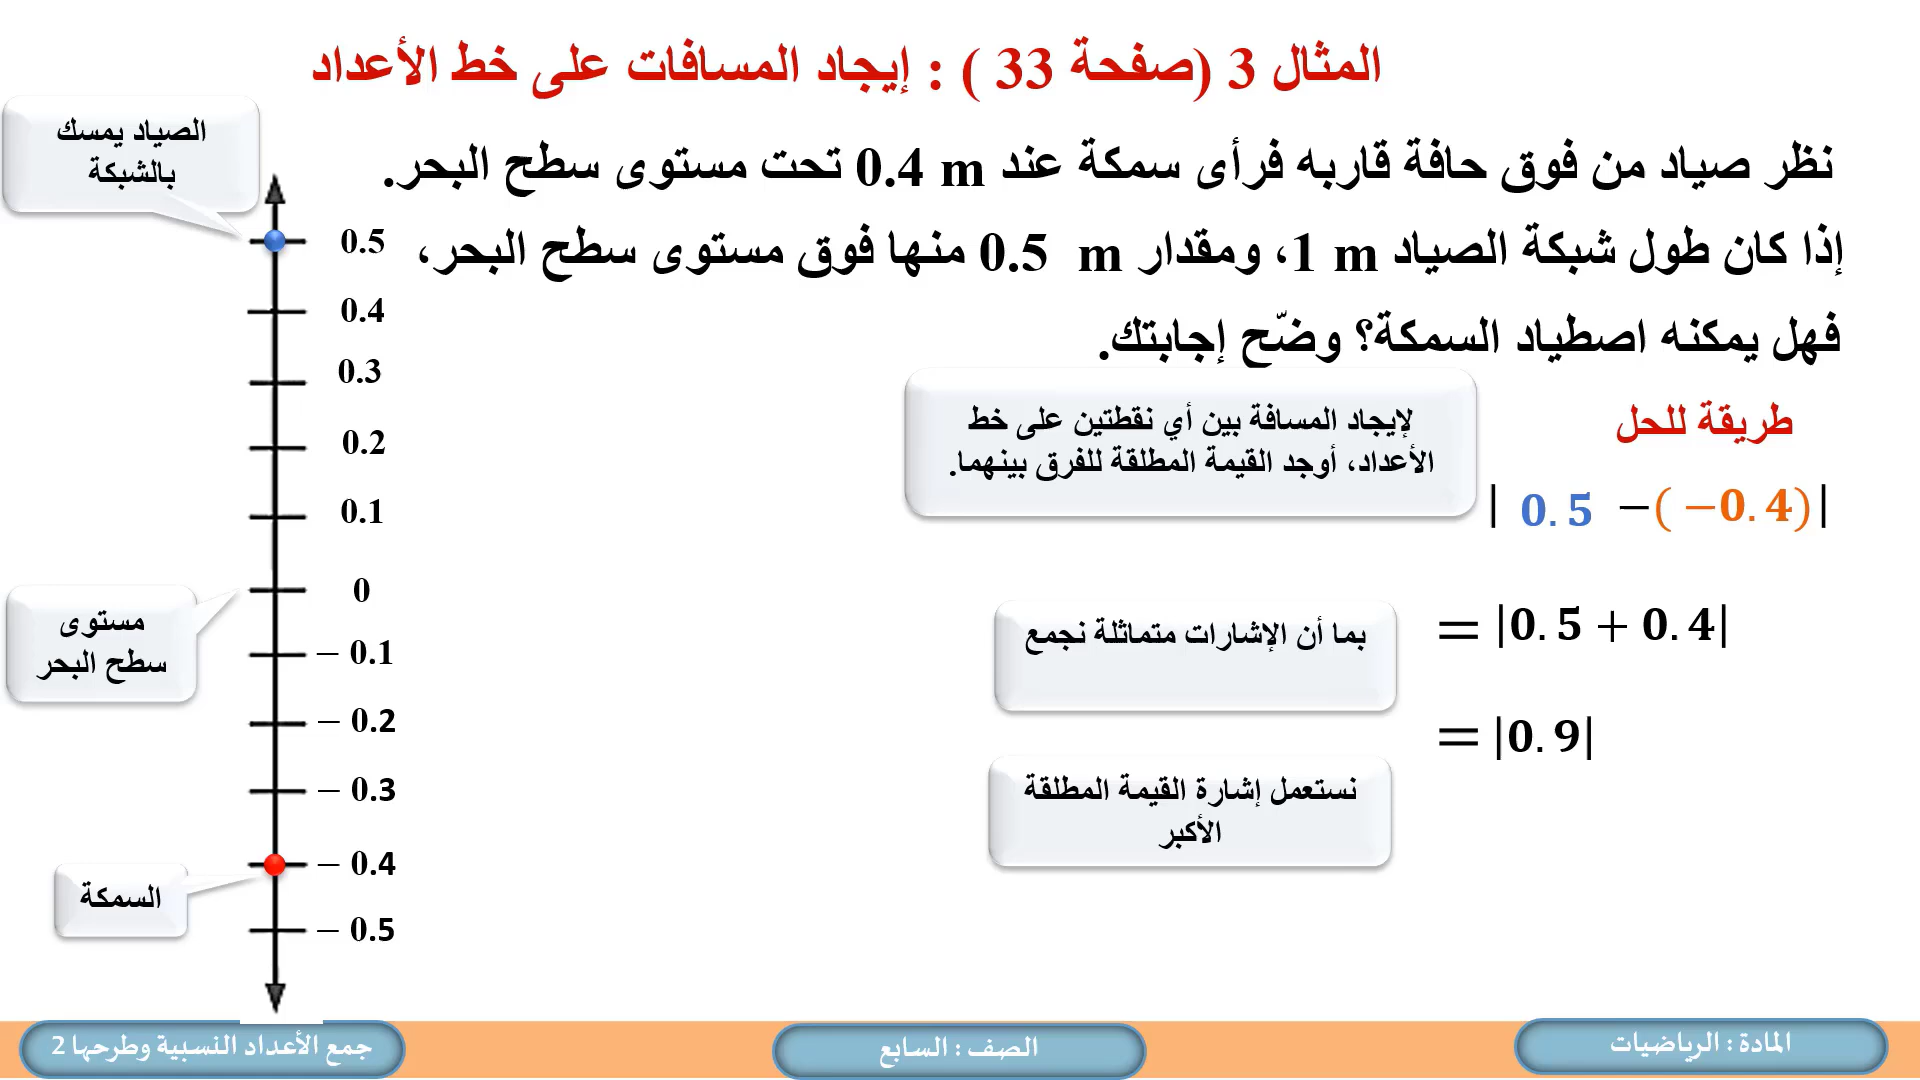 المثال 3 (صفحة 33 ) : إيجاد المسافات على خط الأعداد
نظر صياد من فوق حافة قاربه فرأى سمكة عند 0.4 m تحت مستوى سطح البحر.
إذا كان طول شبكة الصياد 1 m، ومقدار 0.5 m منها فوق مستوى سطح البحر،
فهل يمكنه اصطياد السمكة؟ وضّح إجابتك.
طريقة للحل
لإيجاد المسافة بين أي نقطتين على خط
الأعداد، أوجد القيمة المطلقة للفرق بينهما.
| 0.5 −( −0.4)|
= |0.5 + 0.4|
بما أن الإشارات متماثلة نجمع
= |0.9|
نستعمل إشارة القيمة المطلقة
الأكبر
الصياد يمسك
بالشبكة
0.5
0.4
0.3
0.2
0.1
0
مستوى
سطح البحر
− 0.1
− 0.2
− 0.3
− 0.4
السمكة
− 0.5
المادة : الرياضيات
الصف : السابع
جمع الأعداد النسبية وطرحها 2